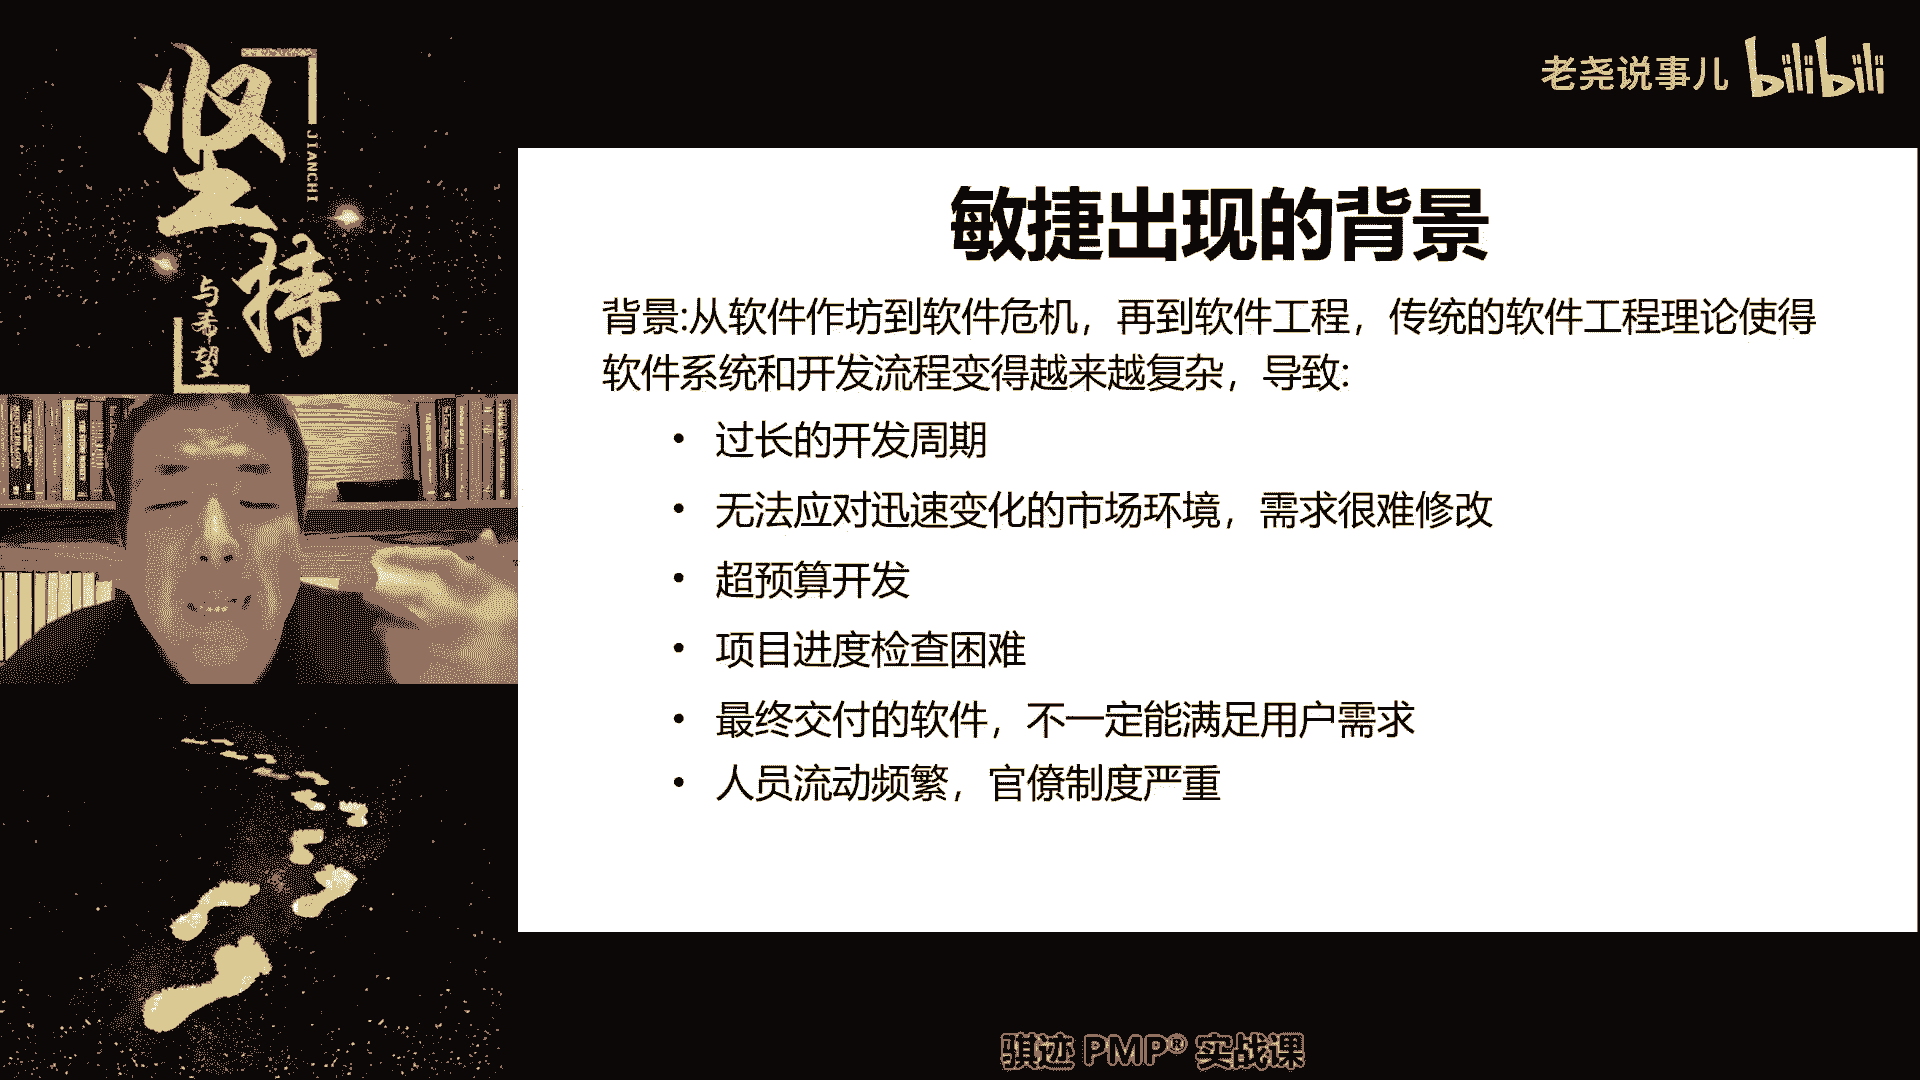 坚持
JIANCHI
与希望
老尧说事儿 bilibili
敏捷出现的背景
背景:从软件作坊到软件危机，再到软件工程，传统的软件工程理论使得
软件系统和开发流程变得越来越复杂，导致:
• 过长的开发周期
• 无法应对迅速变化的市场环境，需求很难修改
• 超预算开发
• 项目进度检查困难
• 最终交付的软件，不一定能满足用户需求
• 人员流动频繁，官僚制度严重
骐迹 PMP® 实战课